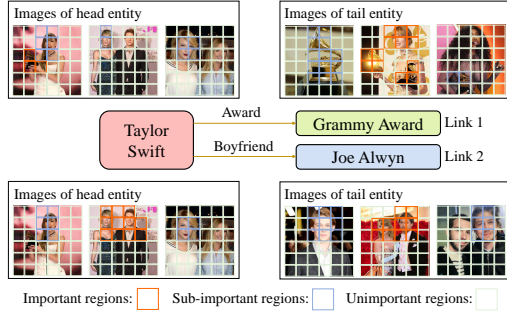 Images of head entity
Images of tail entity
Award
Taylor Swift
Grammy Award
Link 1
Boyfriend
Joe Alwyn
Link 2
Images of head entity
Images of tail entity
Important regions:
Sub-important regions:
Unimportant regions: